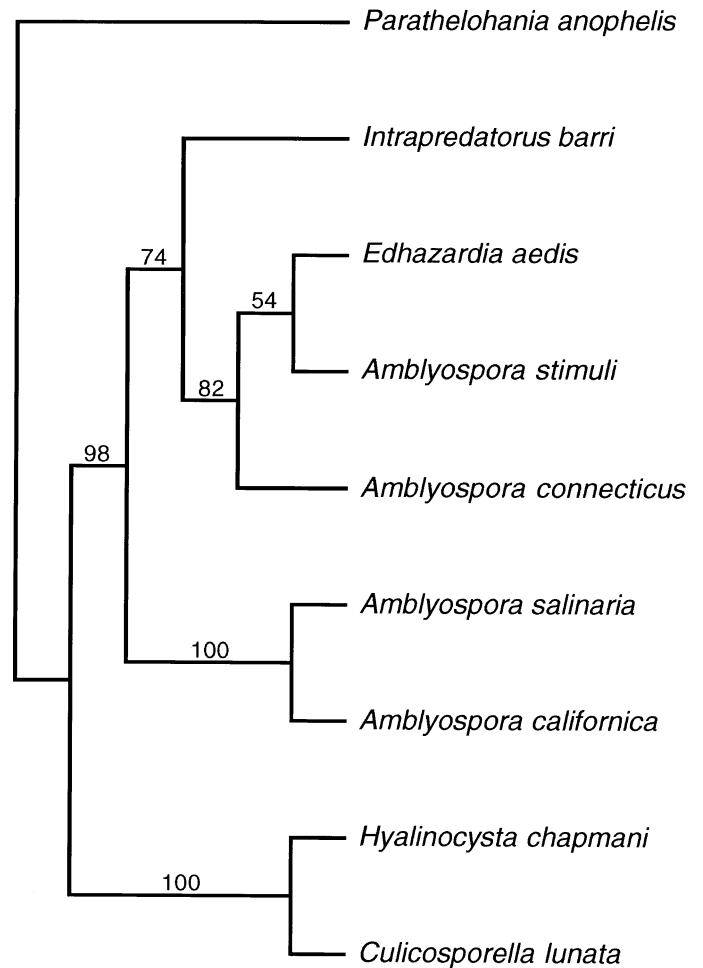 Parathelohania anophelis
Intrapredatorus barri
74
Edhazardia aedis
54
Amblyospora stimuli
82
98
Amblyospora connecticus
Amblyospora salinaria
100
Amblyospora californica
Hyalinocysta chapmani
100
Culicosporella lunata